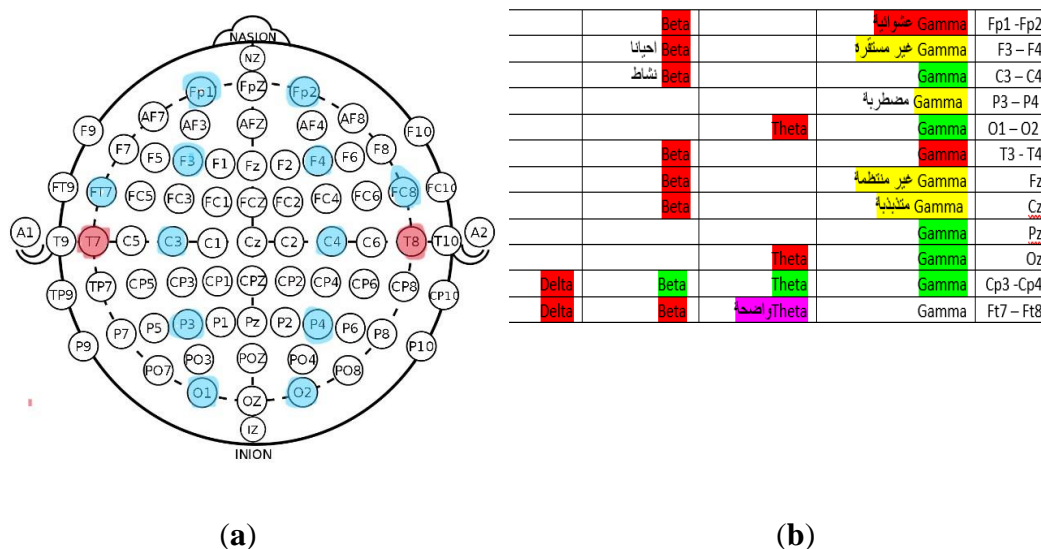 NASION
NZ
Fp1 FpZ Fp2
AF7 AF3 AFZ AF4 AF8
F9 F7 F5 F3 F1 Fz F2 F4 F6 F8 F10
FT9 FT7 FC5 FC3 FC1 FCZ FC2 FC4 FC6 FC8 FC10
A1 T9 T7 C5 C3 C1 Cz C2 C4 C6 T8 T10 A2
TP9 TP7 CP5 CP3 CP1 CPZ CP2 CP4 CP6 CP8 CP10
P9 P7 P5 P3 P1 Pz P2 P4 P6 P8 P10
PO7 PO3 POZ PO4 PO8
O1 OZ O2
IZ
INION
(a)
Fp1 -Fp2 Gamma عشوائية Beta
F3 – F4 Gamma غير مستقره Beta احيانا
C3 – C4 Gamma Beta نشاط
P3 – P4 Gamma مضطربة
O1 – O2 Gamma Theta
T3 - T4 Gamma Beta
Fz Gamma غير منتظمة Beta
Cz Gamma متذبذبة Beta
Pz Gamma
Oz Gamma Theta
Cp3 -Cp4 Gamma Theta Beta Delta
Ft7 – Ft8 Gamma Theta واضحة Beta Delta
(b)